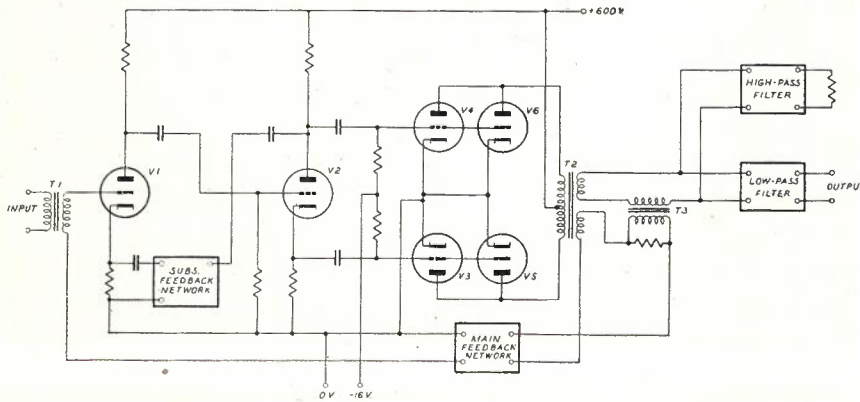 +600V.
V4
V6
HIGH-PASS
FILTER
T1
V1
V2
T2
LOW-PASS
FILTER
OUTPU
INPUT
T3
SUBS.
FEEDBACK
NETWORK
V3
V5
MAIN
FEEDBACK
NETWORK
0V
-16V.